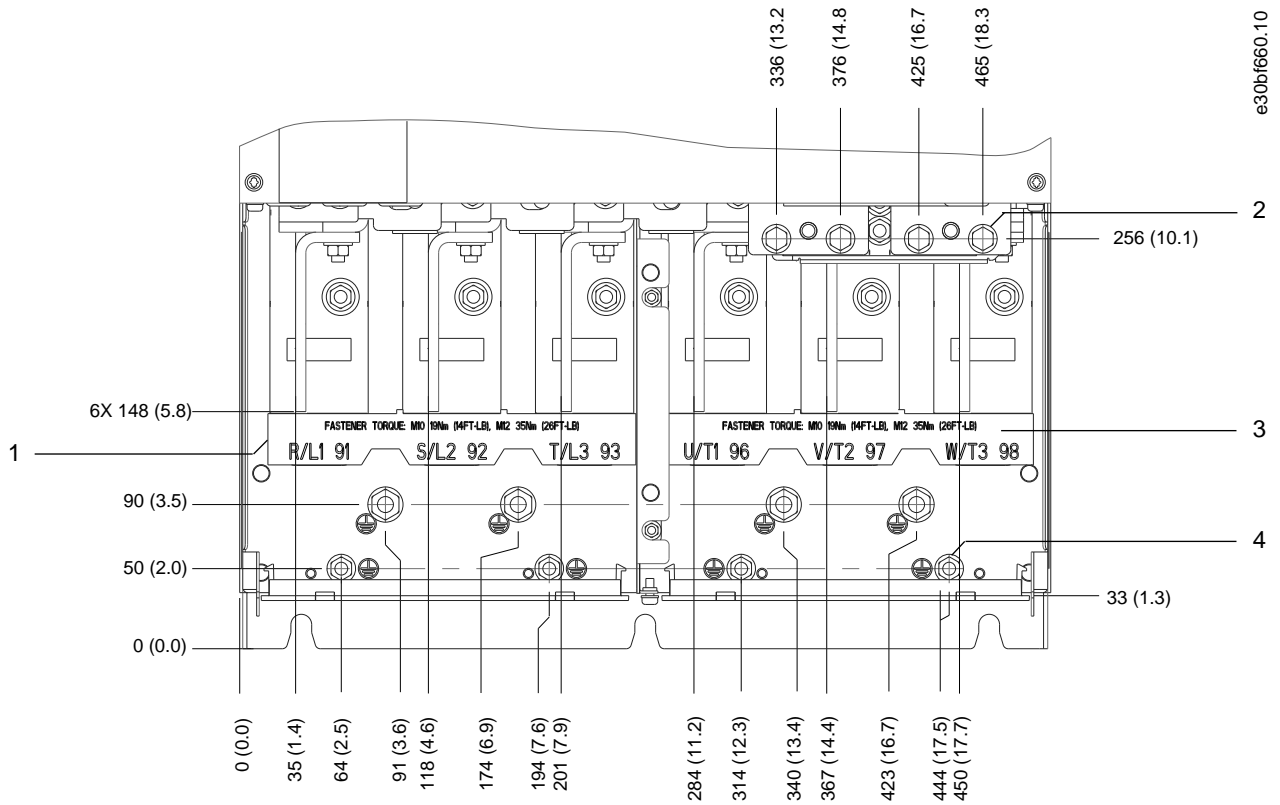 336 (13.2
376 (14.8
425 (16.7
465 (18.3
e30bf660.10
2
256 (10.1)
6X 148 (5.8)
FASTENER TORQUE: M10 19Nm (14FT-LB), M12 35Nm (26FT-LB)
FASTENER TORQUE: M10 19Nm (14FT-LB), M12 35Nm (26FT-LB)
3
1
R/L1 91
S/L2 92
T/L3 93
U/T1 96
V/T2 97
W/T3 98
90 (3.5)
4
50 (2.0)
33 (1.3)
0 (0.0)
0 (0.0)
35 (1.4)
64 (2.5)
91 (3.6)
118 (4.6)
174 (6.9)
194 (7.6)
201 (7.9)
284 (11.2)
314 (12.3)
340 (13.4)
367 (14.4)
423 (16.7)
444 (17.5)
450 (17.7)